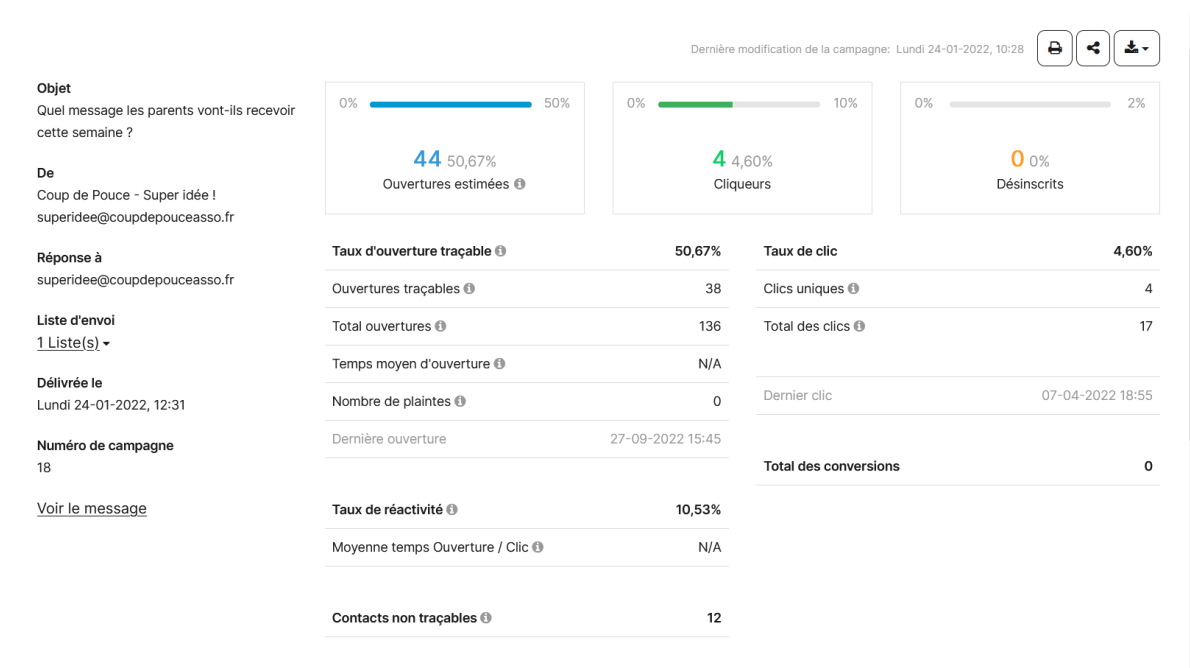 Dernière modification de la campagne: Lundi 24-01-2022, 10:28
Objet
Quel message les parents vont-ils recevoir
cette semaine ?
De
Coup de Pouce - Super idée !
superidee@coupdepouceasso.fr
Réponse à
superidee@coupdepouceasso.fr
Liste d'envoi
1 Liste(s)
Délivrée le
Lundi 24-01-2022, 12:31
Numéro de campagne
18
Voir le message
0% 50%
44 50,67%
Ouvertures estimées
0% 10%
4 4,60%
Cliqueurs
0% 2%
0 0%
Désinscrits
Taux d'ouverture traçable 50,67%
Ouvertures traçables 38
Total ouvertures 136
Temps moyen d'ouverture N/A
Nombre de plaintes 0
Dernière ouverture 27-09-2022 15:45
Taux de réactivité 10,53%
Moyenne temps Ouverture / Clic N/A
Contacts non traçables 12
Taux de clic 4,60%
Clics uniques 4
Total des clics 17
Dernier clic 07-04-2022 18:55
Total des conversions 0